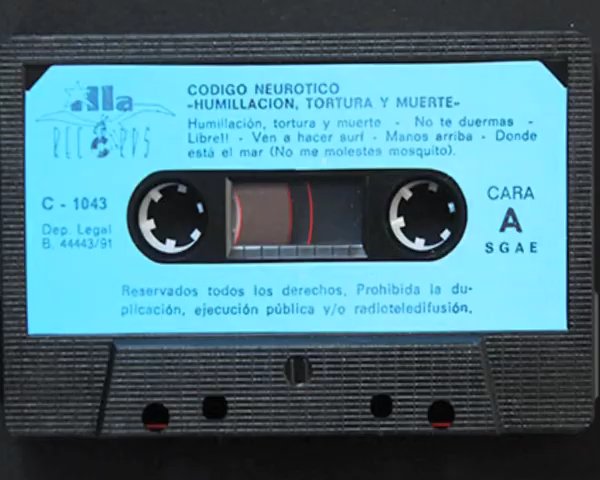 Alla
RECORDS
CODIGO NEUROTICO
-HUMILLACION, TORTURA Y MUERTE-
Humillación, tortura y muerte - No te duermas -
Libre!! - Ven a hacer surf - Manos arriba - Donde
está el mar (No me molestes mosquito).
C - 1043
Dep. Legal
B. 44443/91
CARA
A
SGAE
Reservados todos los derechos. Prohibida la du-
plicación, ejecución pública y/o radioteledifusión.